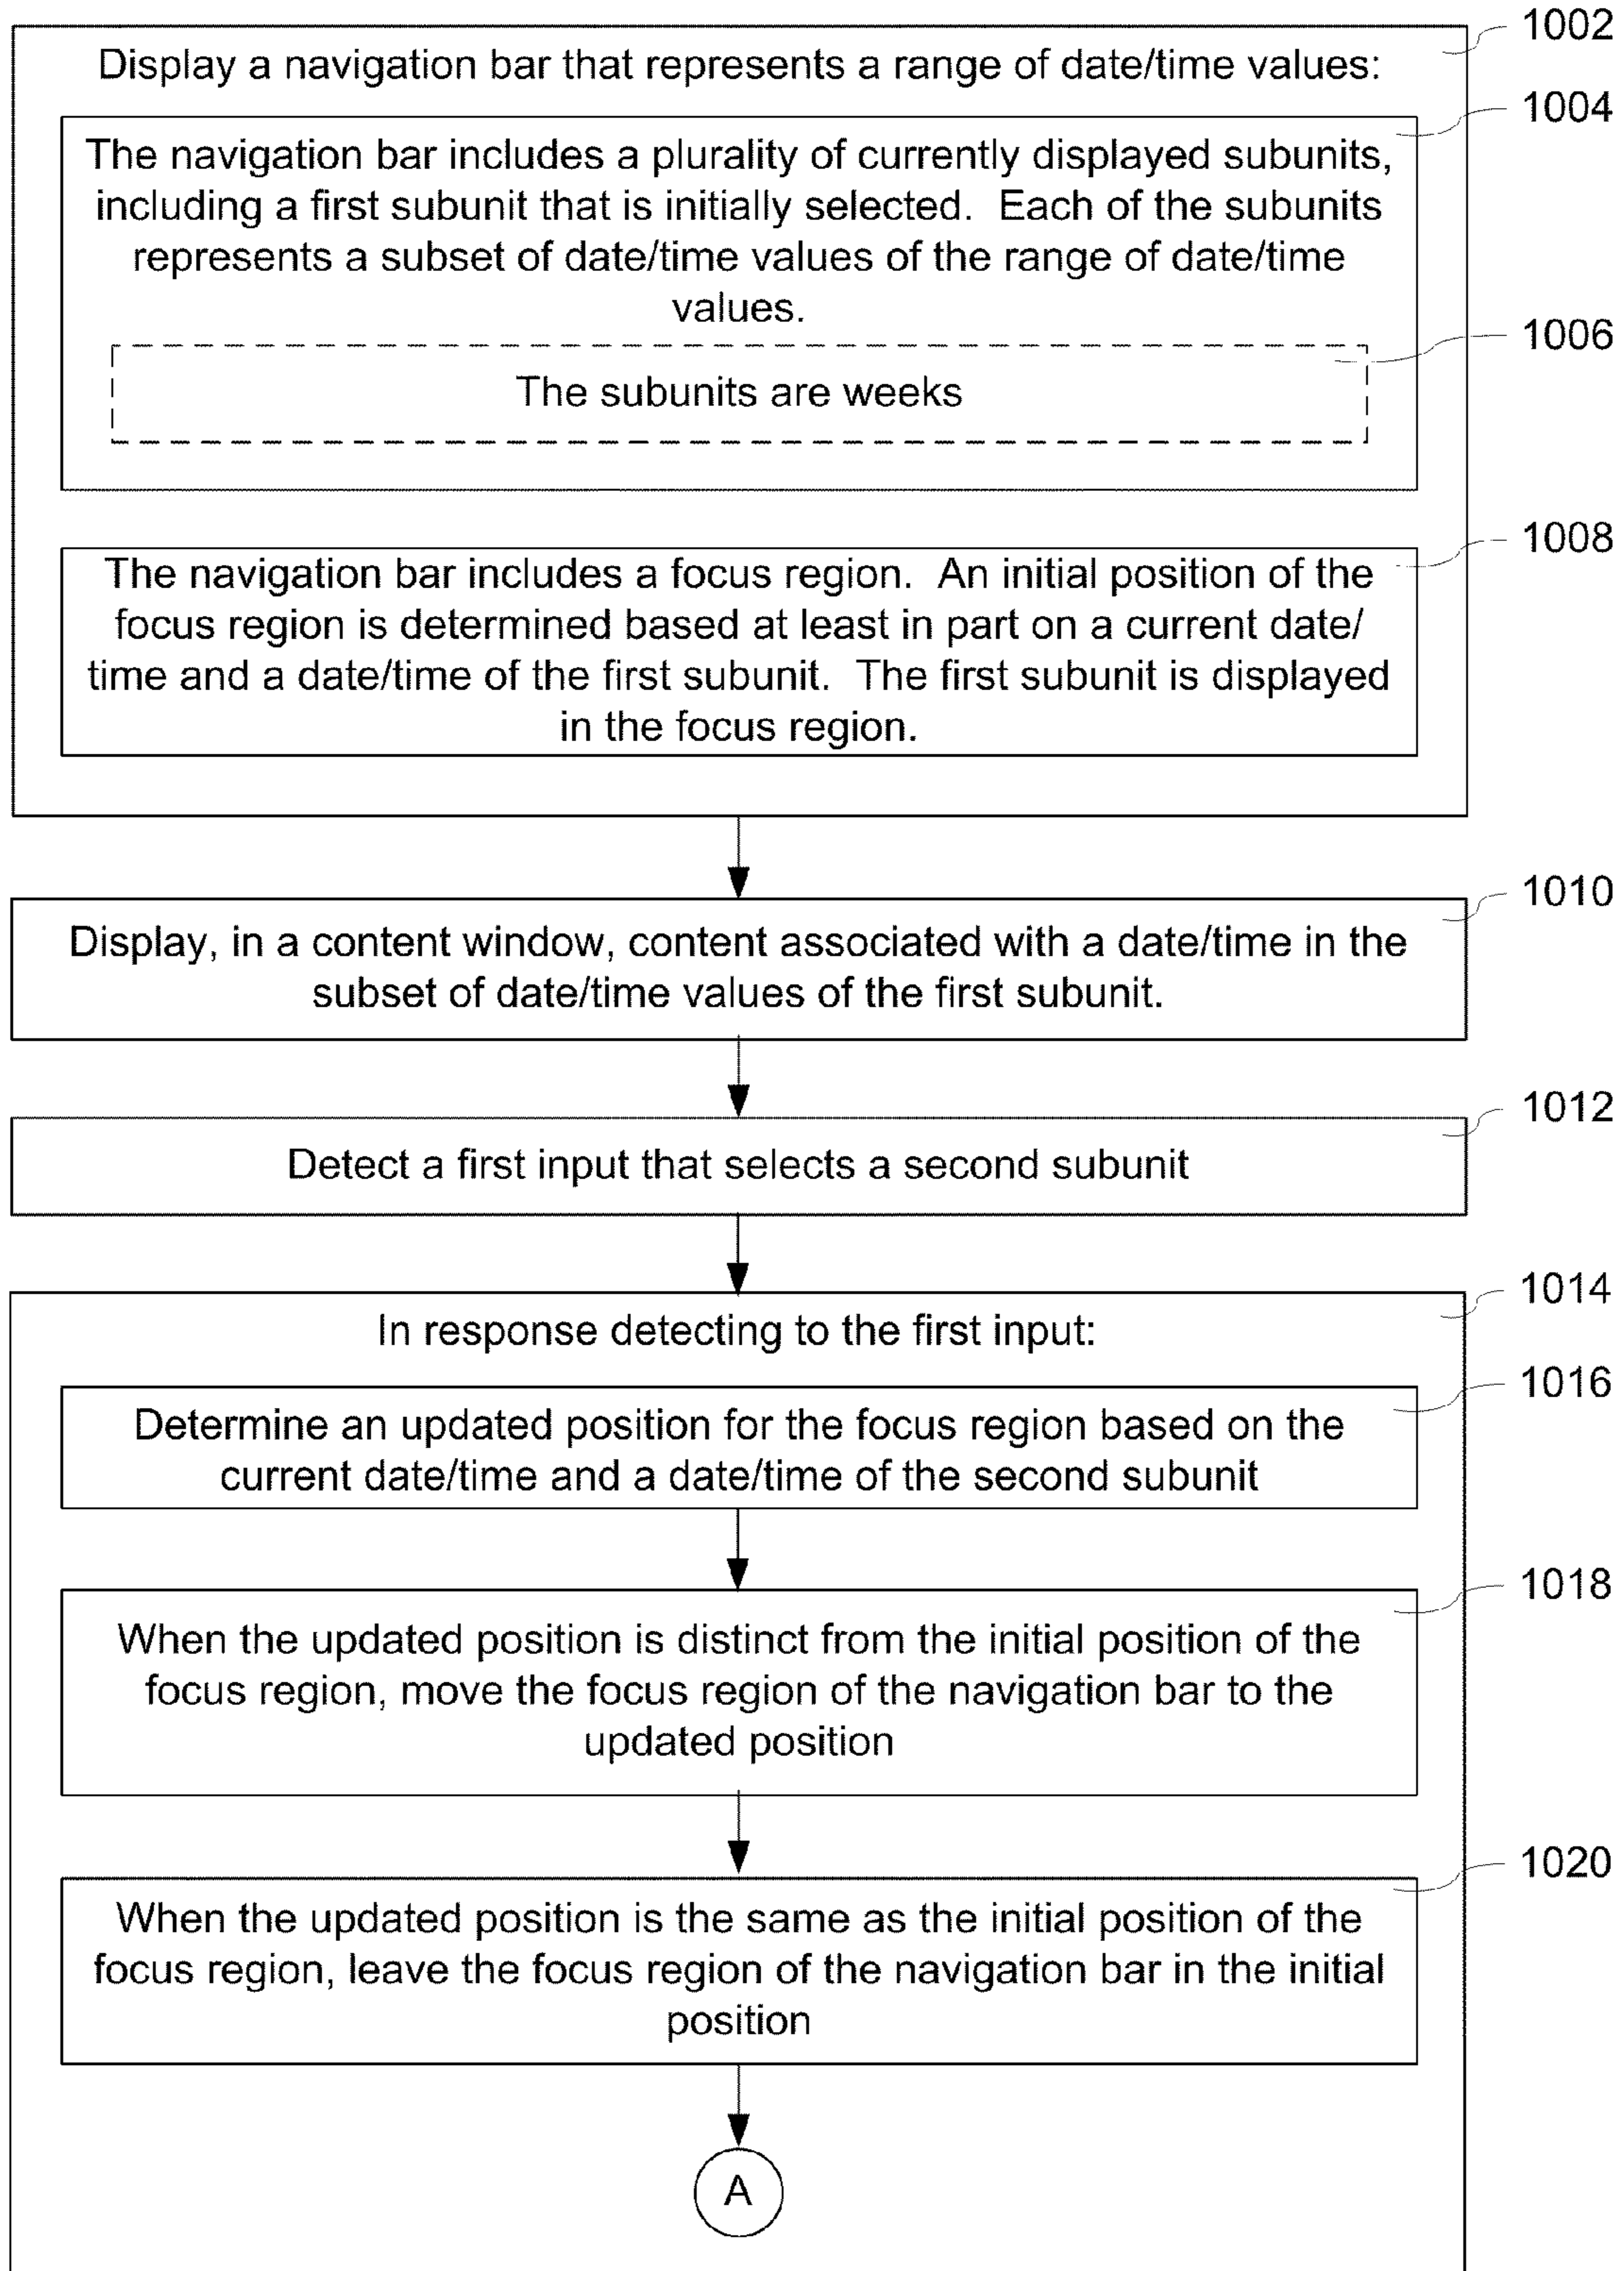 1002
Display a navigation bar that represents a range of date/time values:
1004
The navigation bar includes a plurality of currently displayed subunits,
including a first subunit that is initially selected.  Each of the subunits
represents a subset of date/time values of the range of date/time
values.
1006
The subunits are weeks
1008
The navigation bar includes a focus region.  An initial position of the
focus region is determined based at least in part on a current date/
time and a date/time of the first subunit.  The first subunit is displayed
in the focus region.
1010
Display, in a content window, content associated with a date/time in the
subset of date/time values of the first subunit.
1012
Detect a first input that selects a second subunit
1014
In response detecting to the first input:
1016
Determine an updated position for the focus region based on the
current date/time and a date/time of the second subunit
1018
When the updated position is distinct from the initial position of the
focus region, move the focus region of the navigation bar to the
updated position
1020
When the updated position is the same as the initial position of the
focus region, leave the focus region of the navigation bar in the initial
position
A